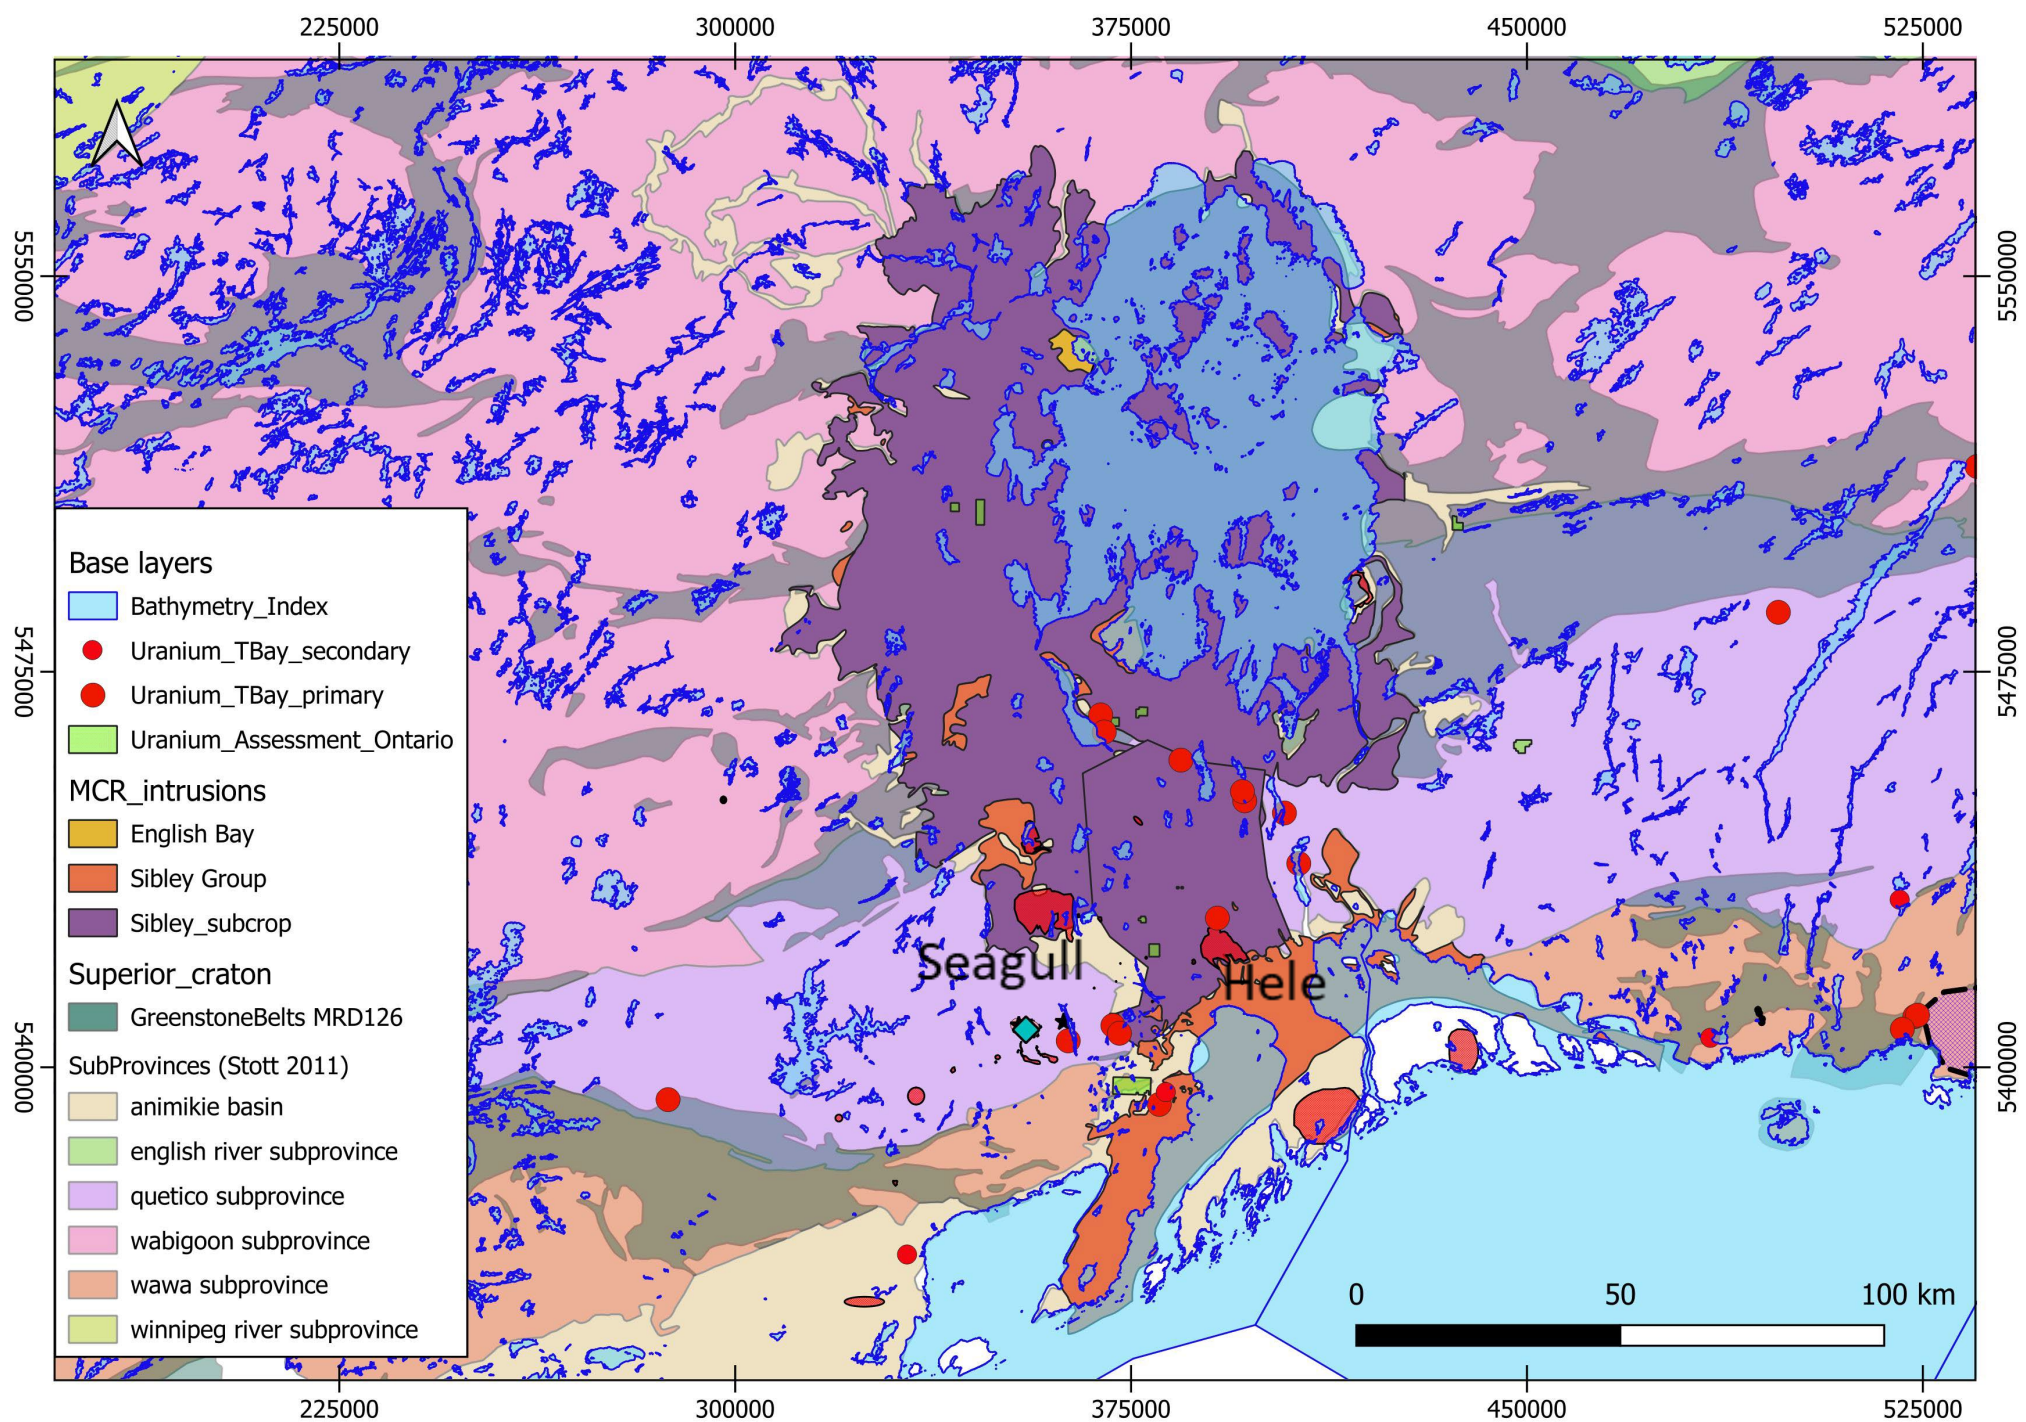 225000 300000 375000 450000 525000
5550000 5550000
Base layers
Bathymetry_Index
Uranium_TBay_secondary
Uranium_TBay_primary
Uranium_Assessment_Ontario
MCR_intrusions
English Bay
Sibley Group
Sibley_subcrop
Superior_craton
GreenstoneBelts MRD126
SubProvinces (Stott 2011)
animikie basin
english river subprovince
quetico subprovince
wabigoon subprovince
wawa subprovince
winnipeg river subprovince
5475000 5475000
Seagull
Hele
5400000 5400000
0 50 100 km
225000 300000 375000 450000 525000